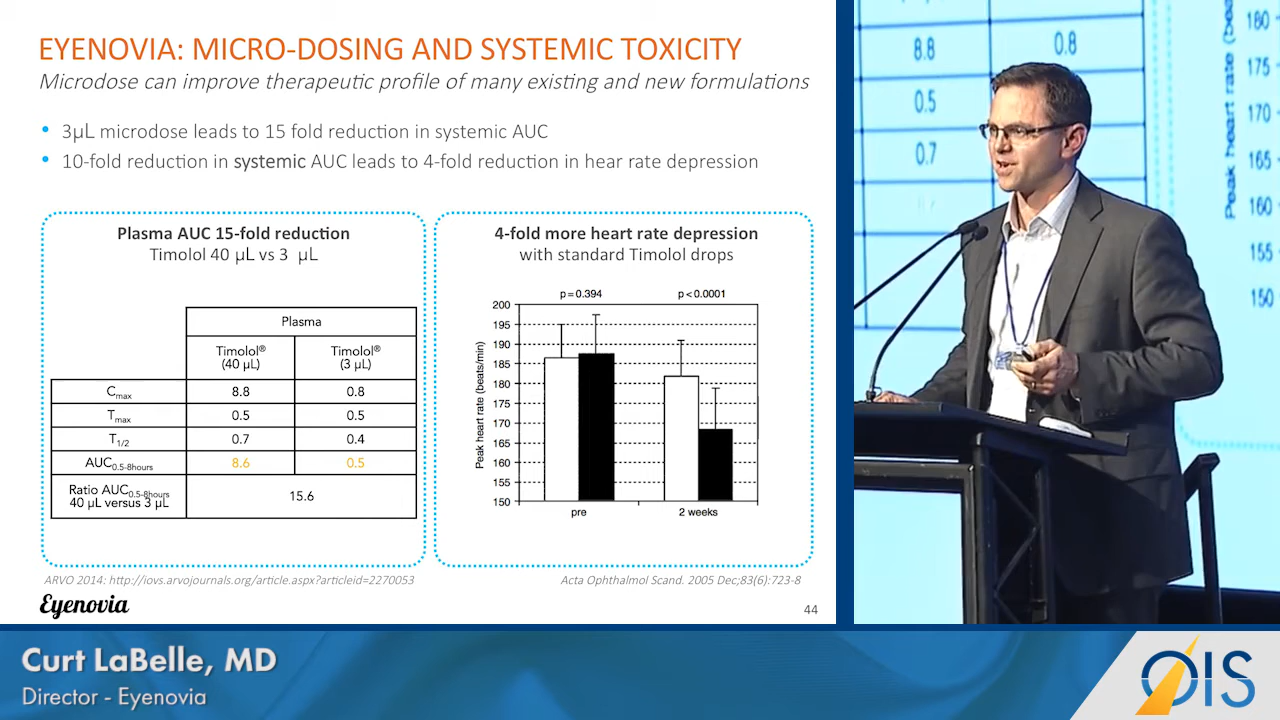 EYENOVIA: MICRO-DOSING AND SYSTEMIC TOXICITY
Microdose can improve therapeutic profile of many existing and new formulations
• 3µL microdose leads to 15 fold reduction in systemic AUC
• 10-fold reduction in systemic AUC leads to 4-fold reduction in hear rate depression
Plasma AUC 15-fold reduction
Timolol 40 µL vs 3 µL
Plasma
Timolol® (40 µL) Timolol® (3 µL)
Cmax 8.8 0.8
Tmax 0.5 0.5
T1/2 0.7 0.4
AUC0.5-8hours 8.6 0.5
Ratio AUC0.5-8hours 15.6
40 µL versus 3 µL
ARVO 2014: http://iovs.arvojournals.org/article.aspx?articleid=2270053
4-fold more heart rate depression
with standard Timolol drops
p=0.394 p<0.0001
Peak heart rate (beats/min)
200
195
190
185
180
175
170
165
160
155
150
pre 2 weeks
Acta Ophthalmol Scand. 2005 Dec;83(6):723-8
Eyenovia
44
8.8 0.8
0.5
0.7
Peak heart rate (bea
180
175
170
165
160
155
150
Curt LaBelle, MD
Director - Eyenovia
OIS